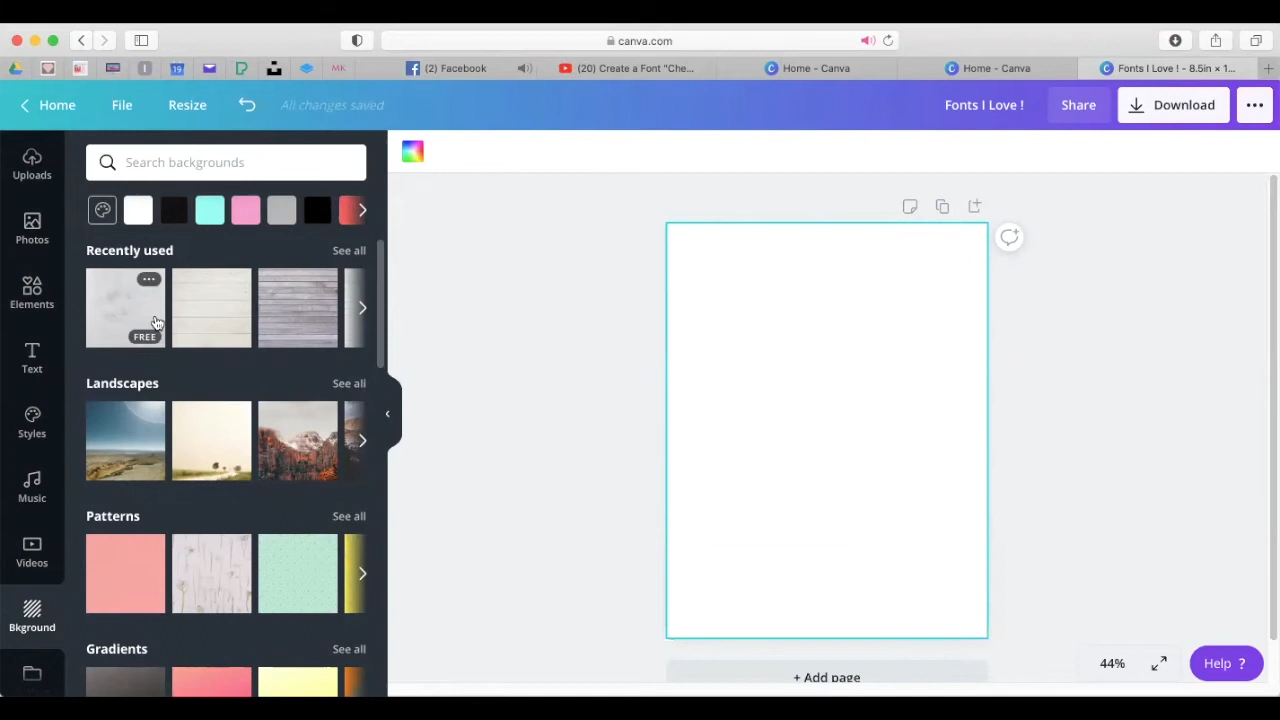 canva.com
19
MK
(2) Facebook
(20) Create a Font "Che...
Home - Canva
Home - Canva
Fonts I Love ! - 8.5in × 1...
Home
File
Resize
All changes saved
Fonts I Love !
Share
Download
Uploads
Photos
Elements
Text
Styles
Music
Videos
Bkground
Search backgrounds
Recently used
See all
FREE
Landscapes
See all
Patterns
See all
Gradients
See all
+ Add page
44%
Help ?